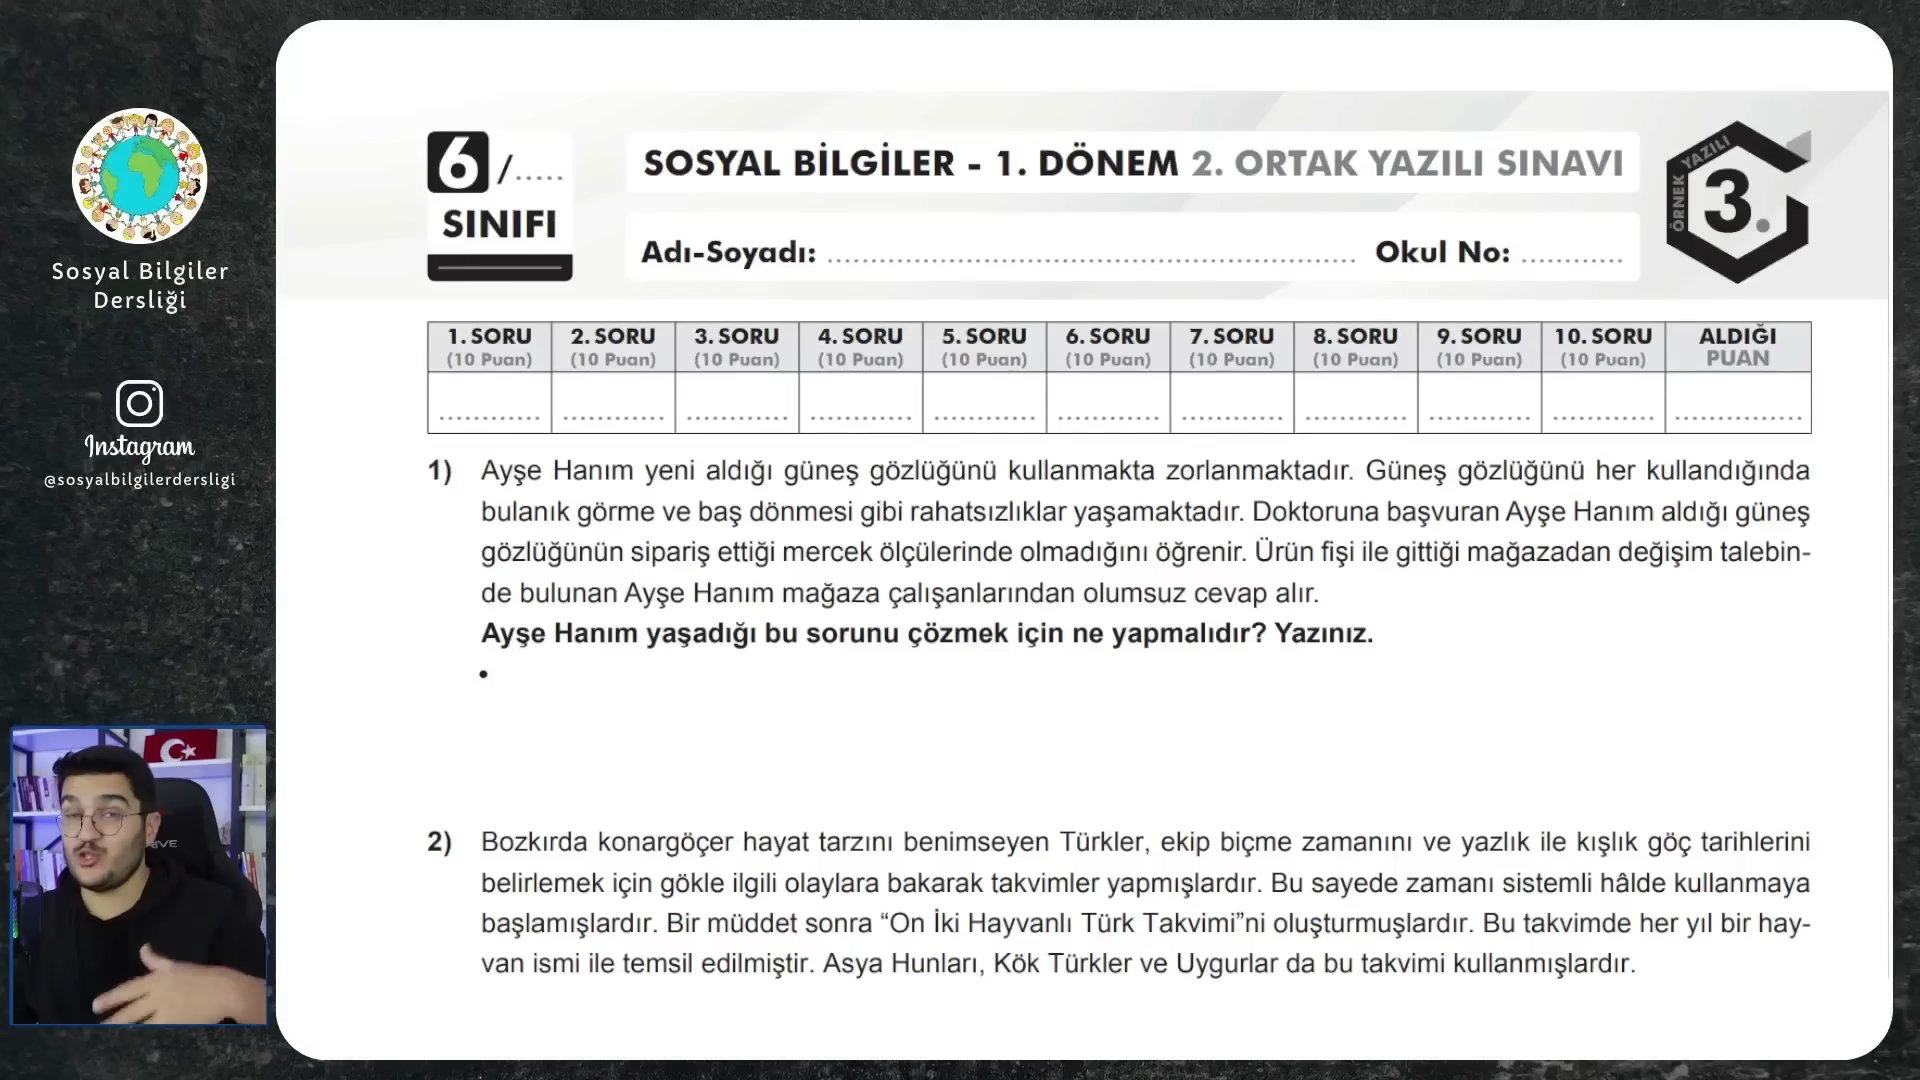 Sosyal Bilgiler
Dersliği
Instagram
@sosyalbilgilerdersligi
6 /.....
SINIFI
SOSYAL BİLGİLER - 1. DÖNEM 2. ORTAK YAZILI SINAVI
Adı-Soyadı: ........................................................ Okul No: ............
ÖRNEK YAZILI
3.
1. SORU 2. SORU 3. SORU 4. SORU 5. SORU 6. SORU 7. SORU 8. SORU 9. SORU 10. SORU ALDIĞI
(10 Puan) (10 Puan) (10 Puan) (10 Puan) (10 Puan) (10 Puan) (10 Puan) (10 Puan) (10 Puan) (10 Puan) PUAN
............ ............ ............ ............ ............ ............ ............ ............ ............ ............ ...............
1) Ayşe Hanım yeni aldığı güneş gözlüğünü kullanmakta zorlanmaktadır. Güneş gözlüğünü her kullandığında
bulanık görme ve baş dönmesi gibi rahatsızlıklar yaşamaktadır. Doktoruna başvuran Ayşe Hanım aldığı güneş
gözlüğünün sipariş ettiği mercek ölçülerinde olmadığını öğrenir. Ürün fişi ile gittiği mağazadan değişim talebin-
de bulunan Ayşe Hanım mağaza çalışanlarından olumsuz cevap alır.
Ayşe Hanım yaşadığı bu sorunu çözmek için ne yapmalıdır? Yazınız.
•
2) Bozkırda konargöçer hayat tarzını benimseyen Türkler, ekip biçme zamanını ve yazlık ile kışlık göç tarihlerini
belirlemek için gökle ilgili olaylara bakarak takvimler yapmışlardır. Bu sayede zamanı sistemli hâlde kullanmaya
başlamışlardır. Bir müddet sonra “On İki Hayvanlı Türk Takvimi”ni oluşturmuşlardır. Bu takvimde her yıl bir hay-
van ismi ile temsil edilmiştir. Asya Hunları, Kök Türkler ve Uygurlar da bu takvimi kullanmışlardır.